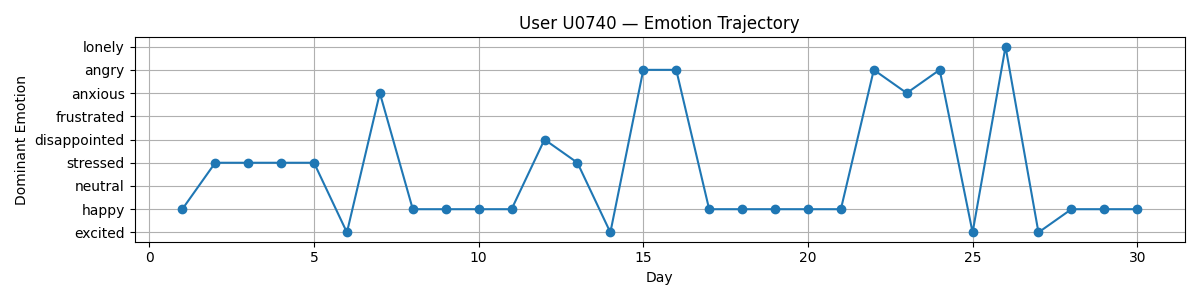 User U0740 — Emotion Trajectory
Dominant Emotion
lonely
angry
anxious
frustrated
disappointed
stressed
neutral
happy
excited
0 5 10 15 20 25 30
Day